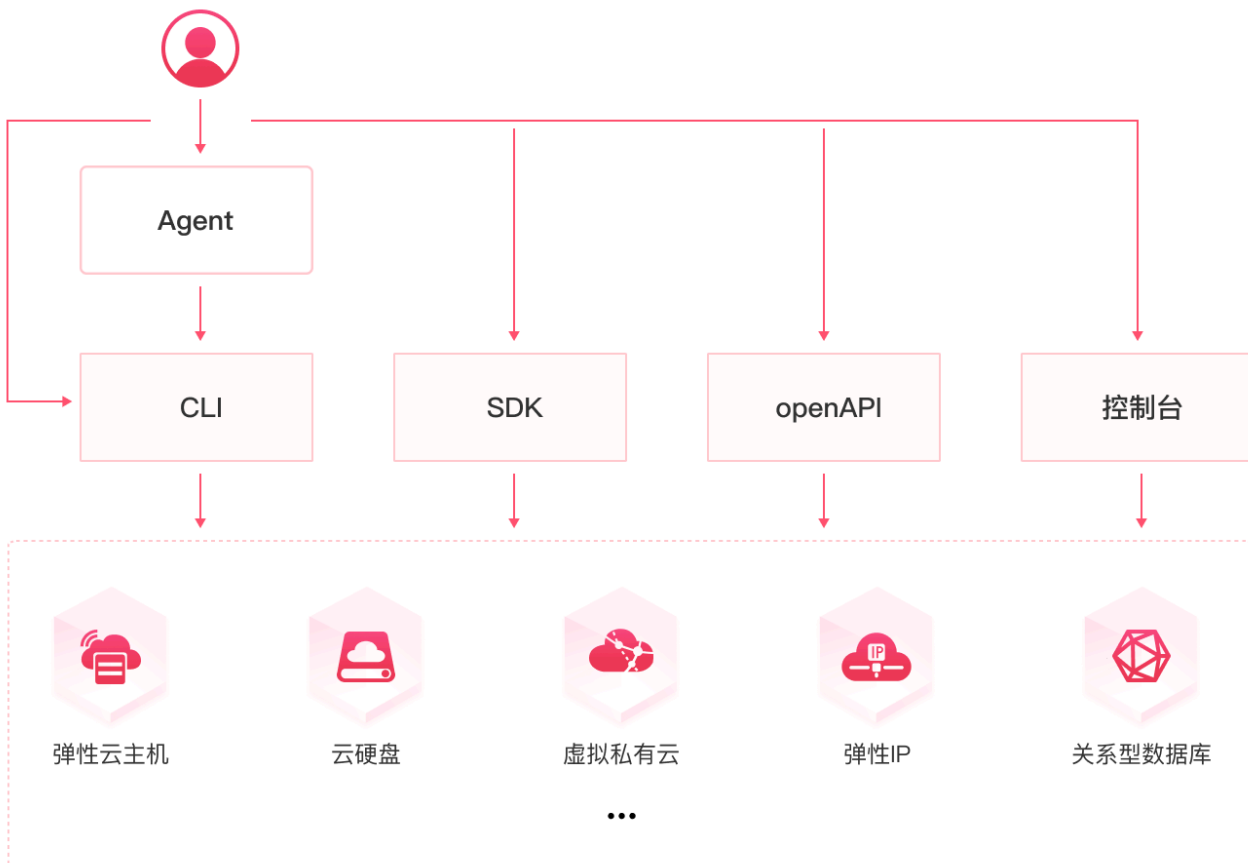 Agent
CLI
SDK
openAPI
控制台
弹性云主机
云硬盘
IP
虚拟私有云
弹性IP
关系型数据库
•••